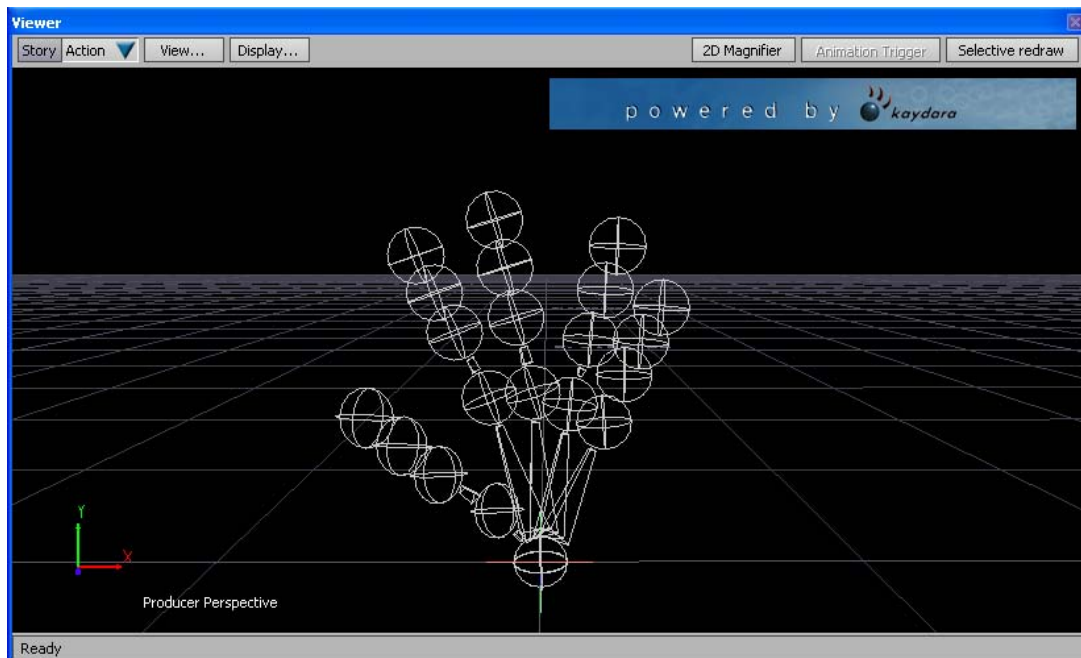 Viewer
Story Action View... Display... 2D Magnifier Animation Trigger Selective redraw
powered by kaydara
Y
X
Producer Perspective
Ready